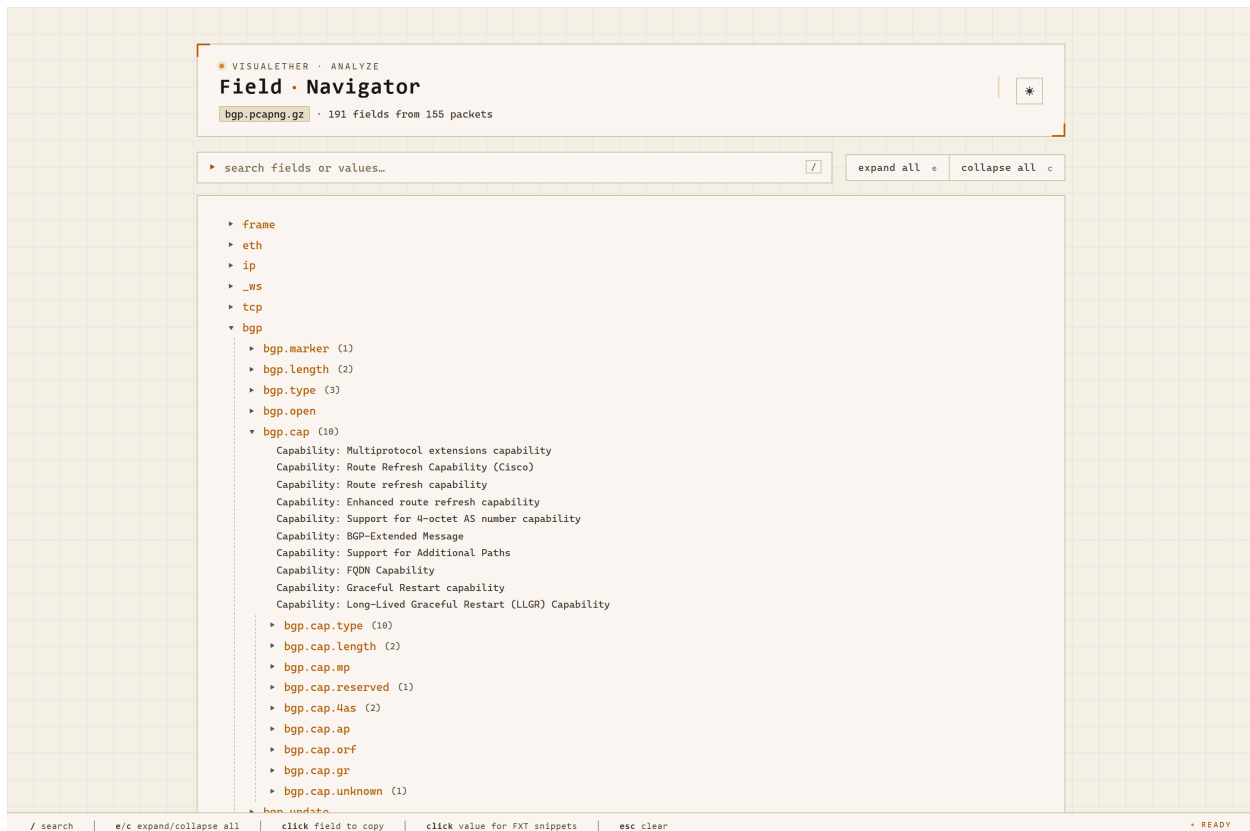 VISUALETHER · ANALYZE
Field · Navigator
bgp.pcapng.gz · 191 fields from 155 packets
search fields or values… /
expand all e collapse all c
frame
eth
ip
_ws
tcp
bgp
bgp.marker (1)
bgp.length (2)
bgp.type (3)
bgp.open
bgp.cap (10)
Capability: Multiprotocol extensions capability
Capability: Route Refresh Capability (Cisco)
Capability: Route refresh capability
Capability: Enhanced route refresh capability
Capability: Support for 4-octet AS number capability
Capability: BGP-Extended Message
Capability: Support for Additional Paths
Capability: FQDN Capability
Capability: Graceful Restart capability
Capability: Long-Lived Graceful Restart (LLGR) Capability
bgp.cap.type (10)
bgp.cap.length (2)
bgp.cap.mp
bgp.cap.reserved (1)
bgp.cap.4as (2)
bgp.cap.ap
bgp.cap.orf
bgp.cap.gr
bgp.cap.unknown (1)
bgp.update
/ search e/c expand/collapse all click field to copy click value for FXT snippets esc clear • READY